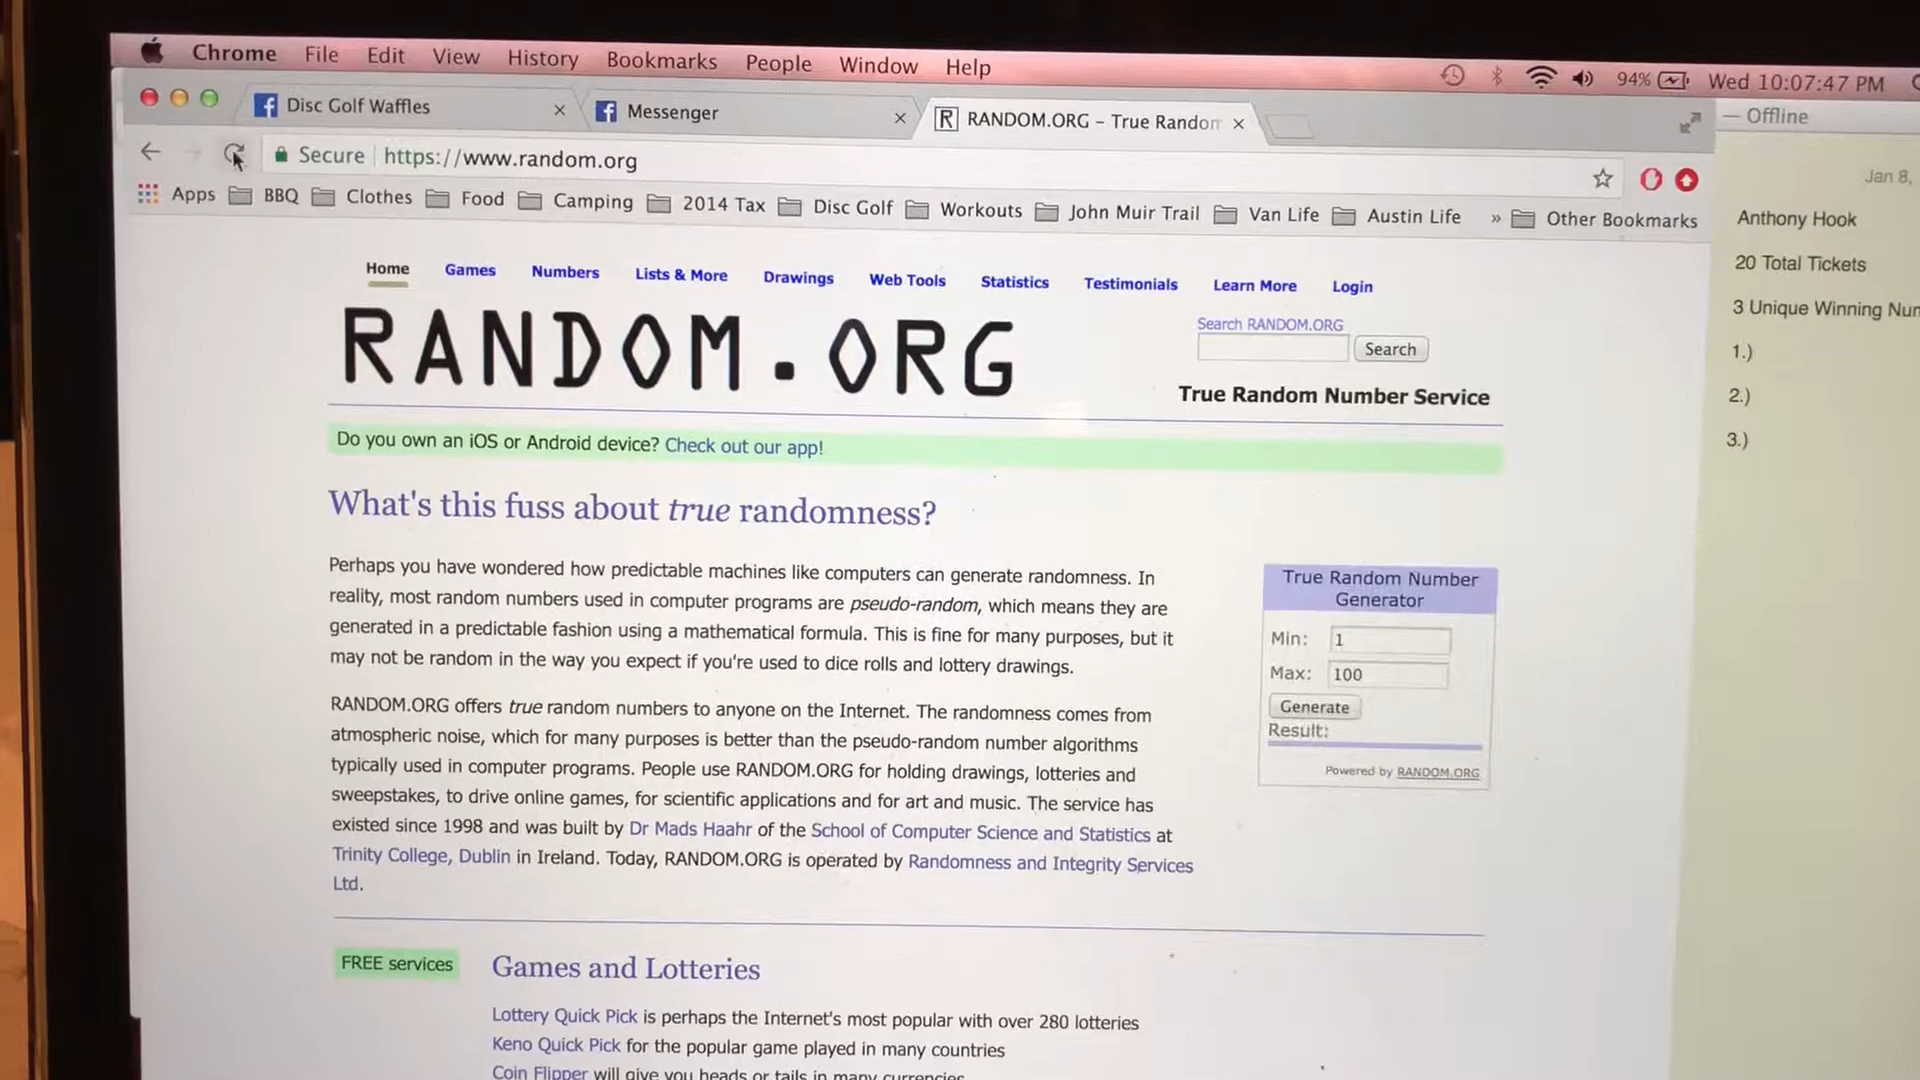 Chrome File Edit View History Bookmarks People Window Help 94% Wed 10:07:47 PM
Disc Golf Waffles × Messenger × RANDOM.ORG – True Random ×
— Offline
Secure | https://www.random.org
Apps BBQ Clothes Food Camping 2014 Tax Disc Golf Workouts John Muir Trail Van Life Austin Life » Other Bookmarks
Jan 8,
Anthony Hook
20 Total Tickets
3 Unique Winning
1.)
2.)
3.)
Home Games Numbers Lists & More Drawings Web Tools Statistics Testimonials Learn More Login
RANDOM.ORG
Search RANDOM.ORG
Search
True Random Number Service
Do you own an iOS or Android device? Check out our app!
What's this fuss about true randomness?
Perhaps you have wondered how predictable machines like computers can generate randomness. In
reality, most random numbers used in computer programs are pseudo-random, which means they are
generated in a predictable fashion using a mathematical formula. This is fine for many purposes, but it
may not be random in the way you expect if you're used to dice rolls and lottery drawings.
RANDOM.ORG offers true random numbers to anyone on the Internet. The randomness comes from
atmospheric noise, which for many purposes is better than the pseudo-random number algorithms
typically used in computer programs. People use RANDOM.ORG for holding drawings, lotteries and
sweepstakes, to drive online games, for scientific applications and for art and music. The service has
existed since 1998 and was built by Dr Mads Haahr of the School of Computer Science and Statistics at
Trinity College, Dublin in Ireland. Today, RANDOM.ORG is operated by Randomness and Integrity Services
Ltd.
True Random Number
Generator
Min: 1
Max: 100
Generate
Result:
Powered by RANDOM.ORG
FREE services
Games and Lotteries
Lottery Quick Pick is perhaps the Internet's most popular with over 280 lotteries
Keno Quick Pick for the popular game played in many countries
Coin Flipper will give you heads or tails in many currencies